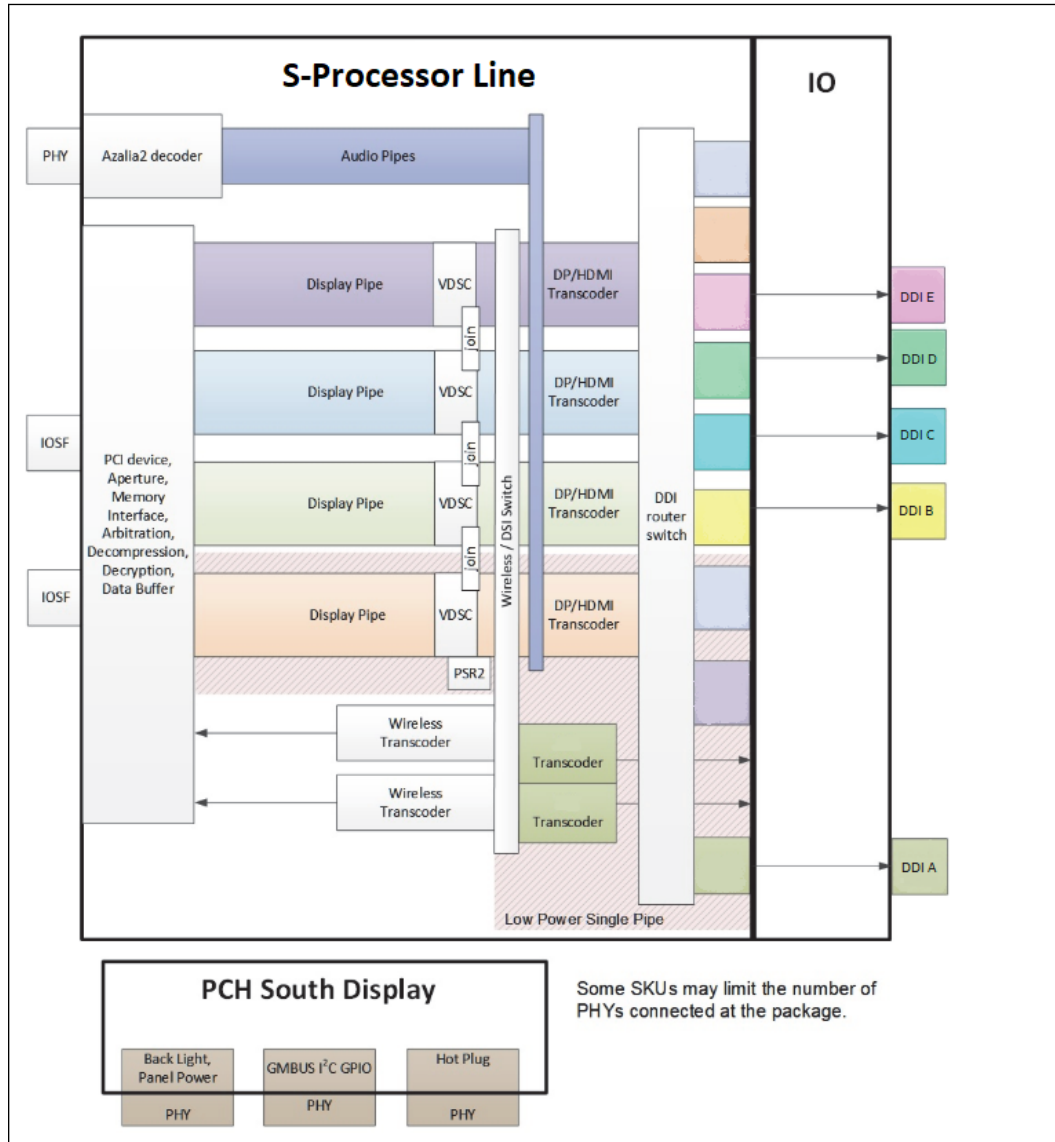 S-Processor Line
IO
PHY
Azalia2 decoder
Audio Pipes
Display Pipe
VDSC
DP/HDMI
Transcoder
DDI E
join
DDI D
Display Pipe
VDSC
DP/HDMI
Transcoder
IOSF
join
DDI C
PCI device,
Aperture,
Memory
Interface,
Arbitration,
Decompression,
Decryption,
Data Buffer
Display Pipe
VDSC
DP/HDMI
Transcoder
DDI
router
switch
DDI B
Wireless / DSI Switch
join
IOSF
Display Pipe
VDSC
DP/HDMI
Transcoder
PSR2
Wireless
Transcoder
Transcoder
Wireless
Transcoder
Transcoder
DDI A
Low Power Single Pipe
PCH South Display
Some SKUs may limit the number of
PHYs connected at the package.
Back Light,
Panel Power
PHY
GMBUS I²C GPIO
PHY
Hot Plug
PHY